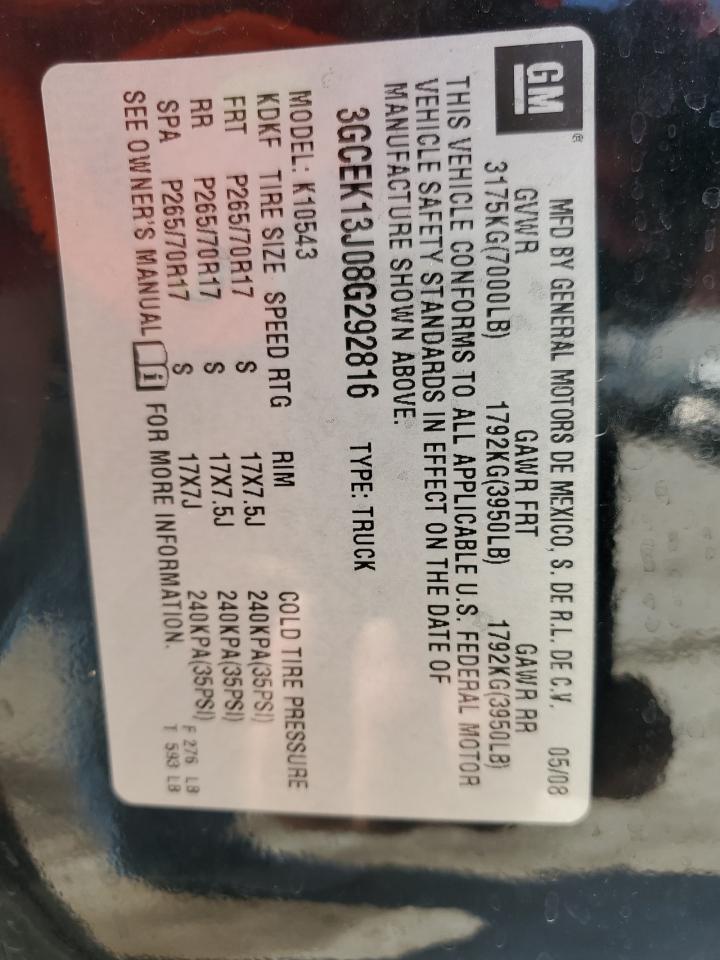 GM®
MFD BY GENERAL MOTORS DE MEXICO, S. DE R.L. DE C.V. 05/08
GVWR GAWR FRT GAWR RR
3175KG(7000LB) 1792KG(3950LB) 1792KG(3950LB)
THIS VEHICLE CONFORMS TO ALL APPLICABLE U.S. FEDERAL MOTOR
VEHICLE SAFETY STANDARDS IN EFFECT ON THE DATE OF
MANUFACTURE SHOWN ABOVE.
3GCEK13J08G292816 TYPE: TRUCK
MODEL: K10543
KDKF TIRE SIZE SPEED RTG RIM COLD TIRE PRESSURE
FRT P265/70R17 S 17X7.5J 240KPA(35PSI)
RR P265/70R17 S 17X7.5J 240KPA(35PSI)
SPA P265/70R17 S 17X7J 240KPA(35PSI)
SEE OWNER'S MANUAL i FOR MORE INFORMATION.
F 276 LB
T 593 LB